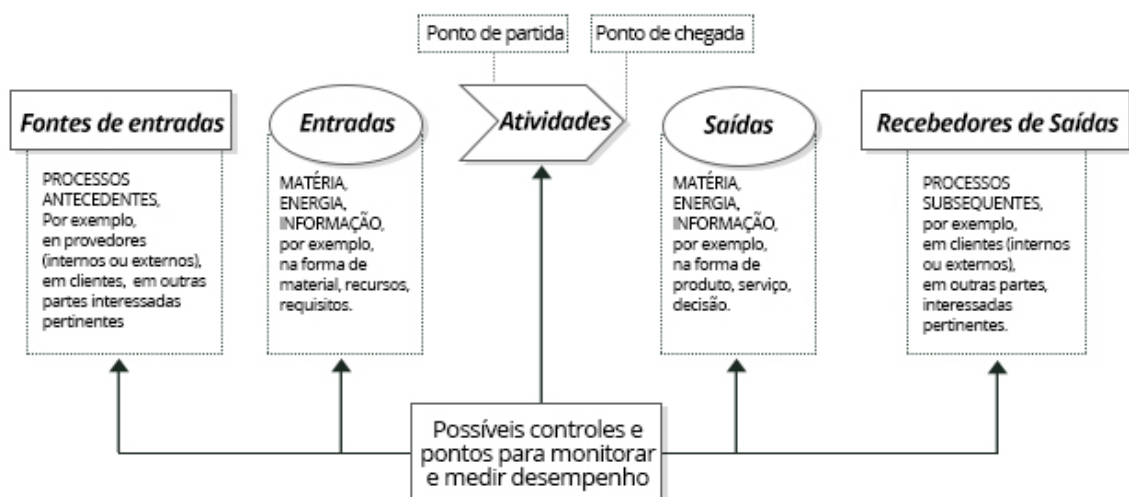 Ponto de partida
Ponto de chegada
Fontes de entradas
PROCESSOS
ANTECEDENTES,
Por exemplo,
en provedores
(internos ou externos),
em clientes, em outras
partes interessadas
pertinentes
Entradas
MATÉRIA,
ENERGIA,
INFORMAÇÃO,
por exemplo,
na forma de
material, recursos,
requisitos.
Atividades
Saídas
MATÉRIA,
ENERGIA,
INFORMAÇÃO,
por exemplo,
na forma de
produto, serviço,
decisão.
Recebedores de Saídas
PROCESSOS
SUBSEQUENTES,
por exemplo,
em clientes (internos
ou externos),
em outras partes,
interessadas
pertinentes.
Possíveis controles e
pontos para monitorar
e medir desempenho